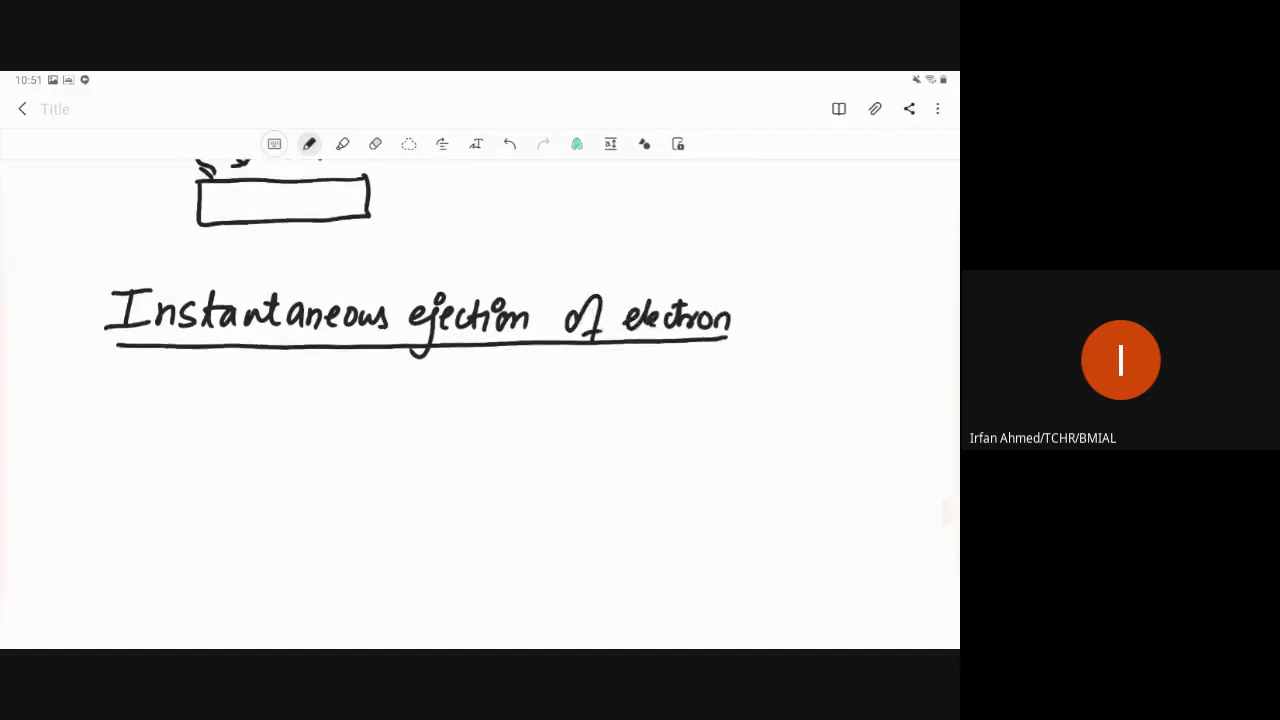 10:51
Title
Instantaneous ejection of electron
I
Irfan Ahmed/TCHR/BMIAL